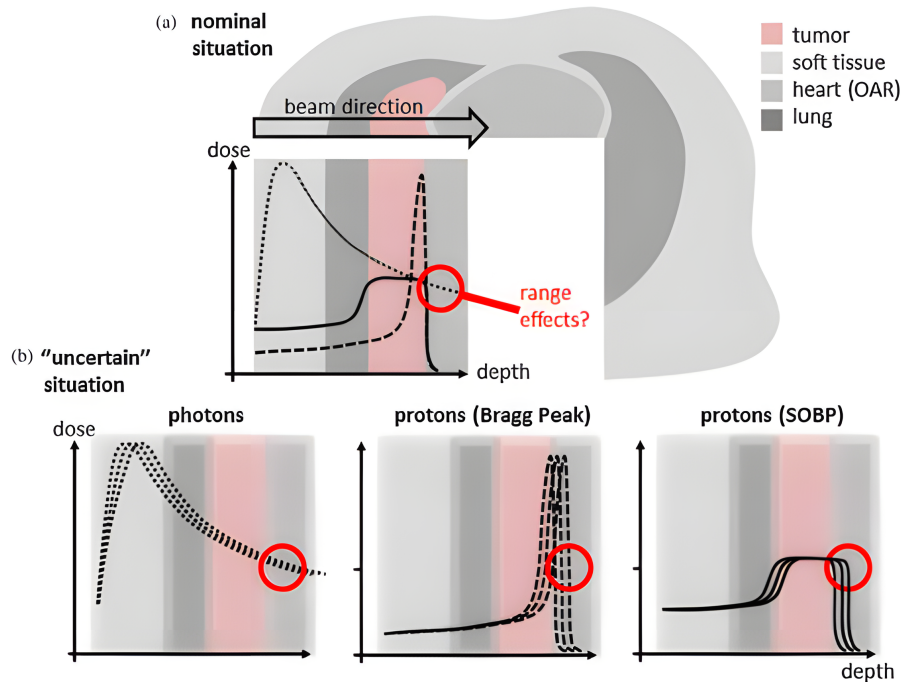 (a) nominal
situation
tumor
soft tissue
heart (OAR)
lung
beam direction
dose
range
effects?
depth
(b) "uncertain"
situation
photons
protons (Bragg Peak)
protons (SOBP)
dose
depth